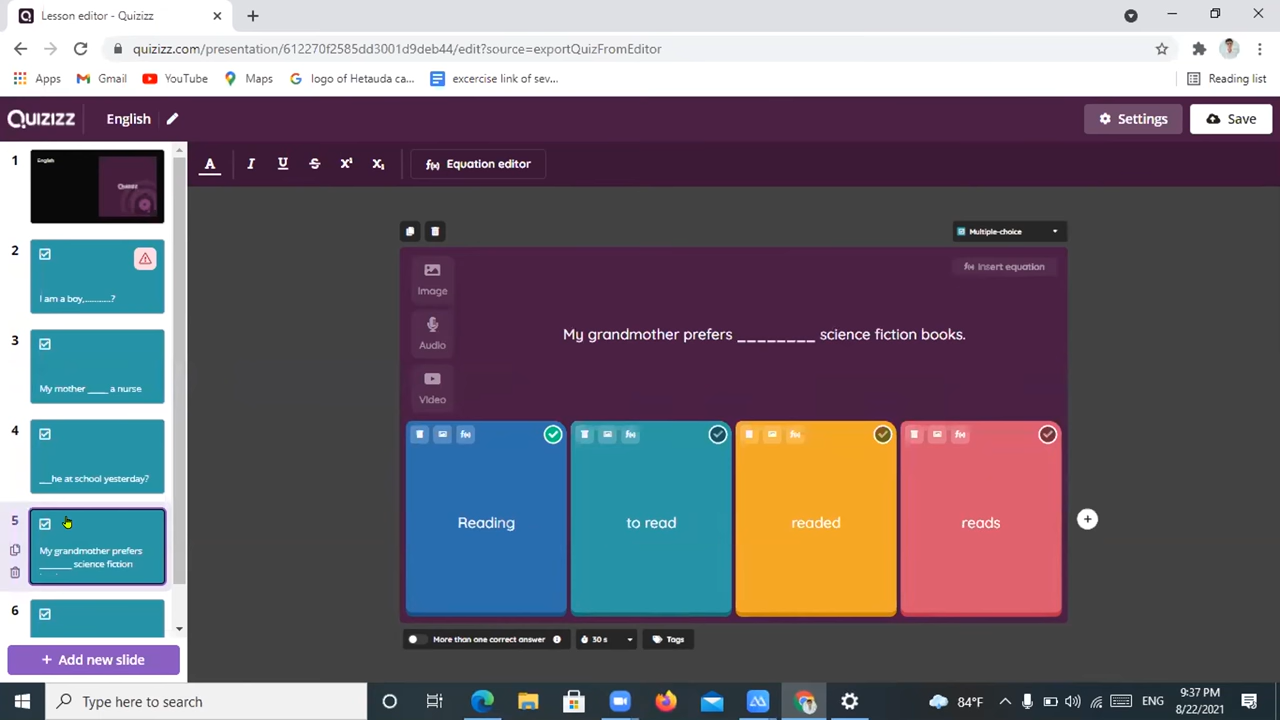 Lesson editor - Quizizz
quizizz.com/presentation/612270f2585dd3001d9deb44/edit?source=exportQuizFromEditor
Apps
Gmail
YouTube
Maps
logo of Hetauda ca...
excercise link of sev...
Reading list
Quizizz
English
Settings
Save
A
I
U
S
X¹
X₁
f(x) Equation editor
1
English
Quizizz
2
I am a boy,...........?
3
My mother _____ a nurse
4
___he at school yesterday?
5
My grandmother prefers
________ science fiction
6
+ Add new slide
Multiple-choice
Image
Audio
Video
f(x) Insert equation
My grandmother prefers ________ science fiction books.
Reading
to read
readed
reads
More than one correct answer
30 s
Tags
Type here to search
84°F
ENG
9:37 PM
8/22/2021